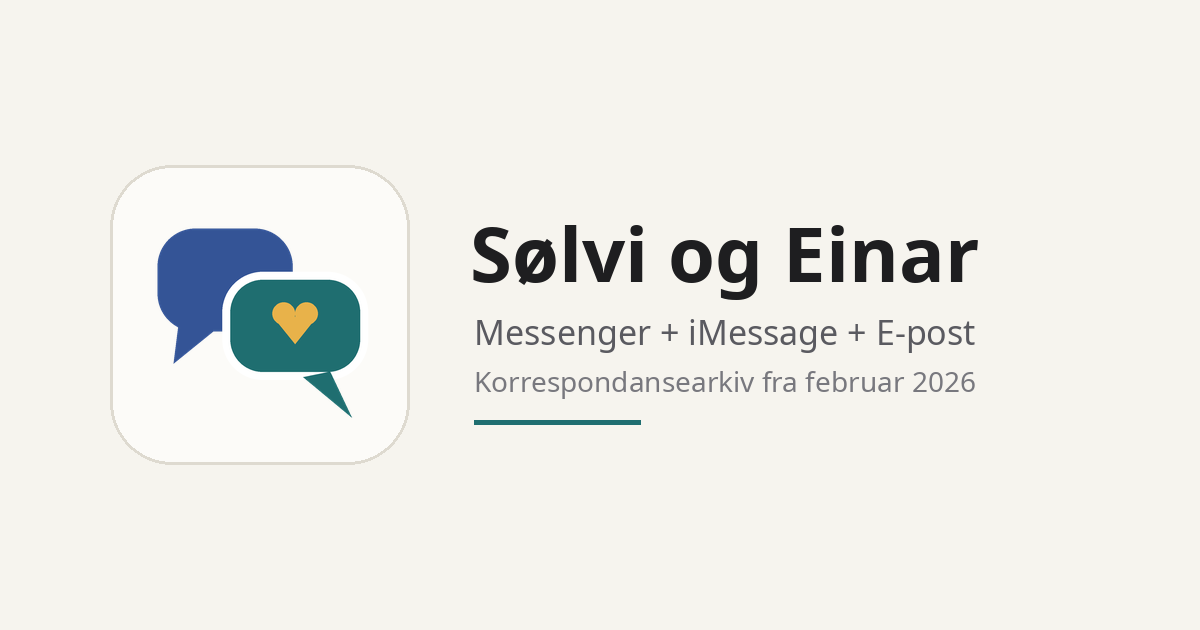 Sølvi og Einar
Messenger + iMessage + E-post
Korrespondansearkiv fra februar 2026